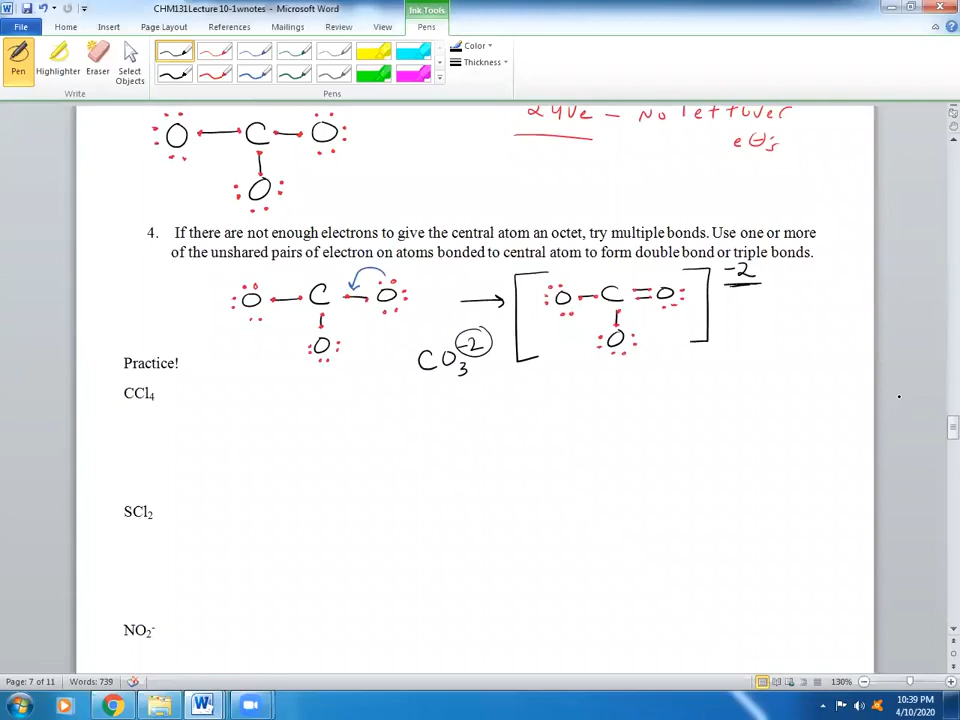 CHM131Lecture 10-1wnotes - Microsoft Word
Ink Tools
File Home Insert Page Layout References Mailings Review View Pens
Pen Highlighter Eraser Select Objects
Color
Thickness
Write Pens
24ve - No leftover
e⊖'s
O C O
O
4. If there are not enough electrons to give the central atom an octet, try multiple bonds. Use one or more
of the unshared pairs of electron on atoms bonded to central atom to form double bond or triple bonds.
-2
O - C - O → [ O - C = O ]
O O
CO₃⁻²
Practice!
CCl₄
SCl₂
NO₂⁻
Page: 7 of 11 Words: 739 130%
10:39 PM
4/10/2020